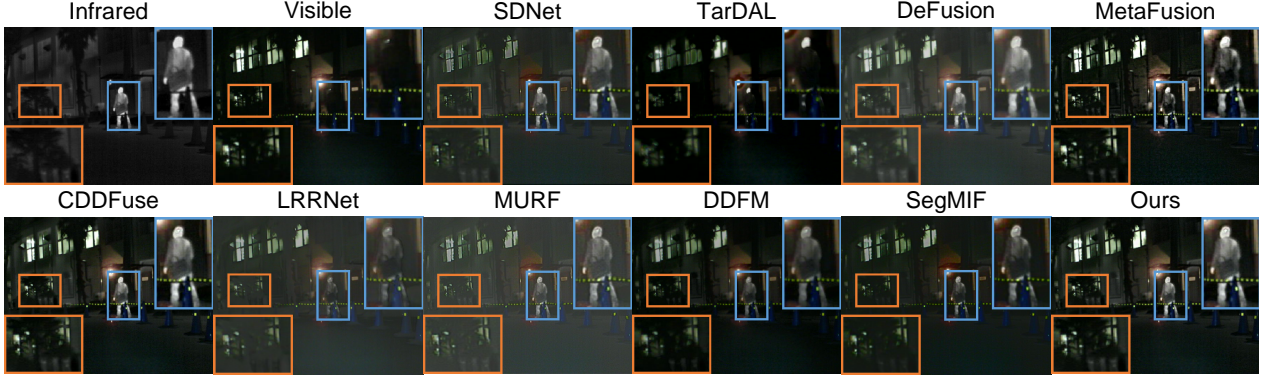 Infrared Visible SDNet TarDAL DeFusion MetaFusion
CDDFuse LRRNet MURF DDFM SegMIF Ours